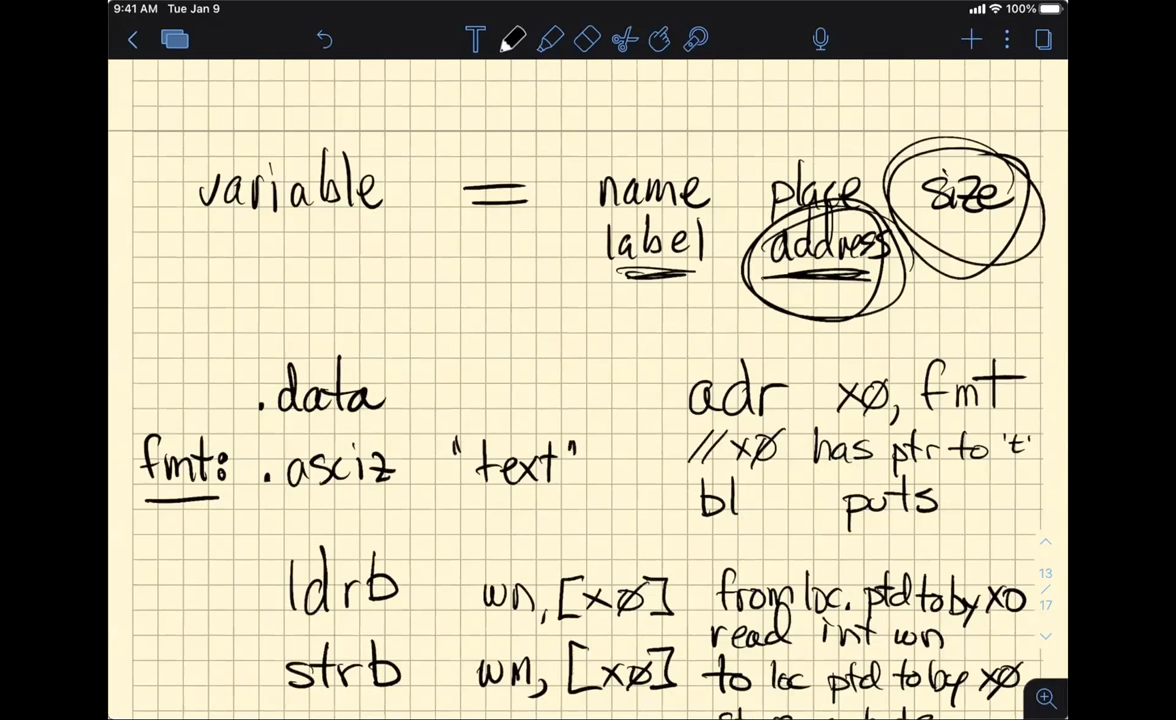 9:41 AM Tue Jan 9 100%
variable = name place size
label address
.data
fmt: .asciz "text"
adr x0, fmt
//x0 has ptr to 't'
bl puts
ldrb wn, [x0] from loc. ptd to by x0
read int wn
strb wn, [x0] to loc ptd to by x0
13
/
17